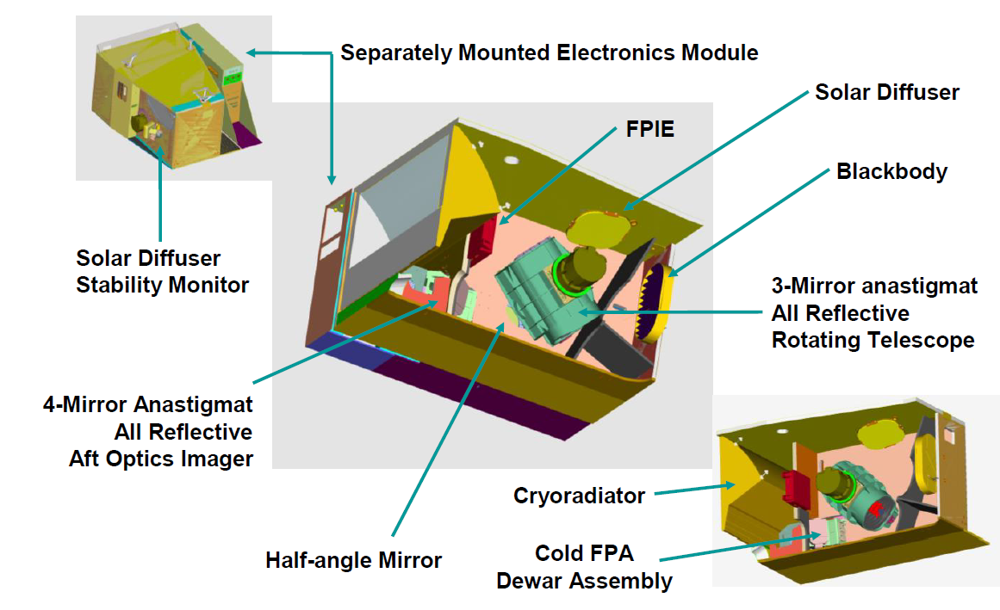 Separately Mounted Electronics Module
Solar Diffuser
FPIE
Blackbody
Solar Diffuser
Stability Monitor
3-Mirror anastigmat
All Reflective
Rotating Telescope
4-Mirror Anastigmat
All Reflective
Aft Optics Imager
Cryoradiator
Half-angle Mirror
Cold FPA
Dewar Assembly